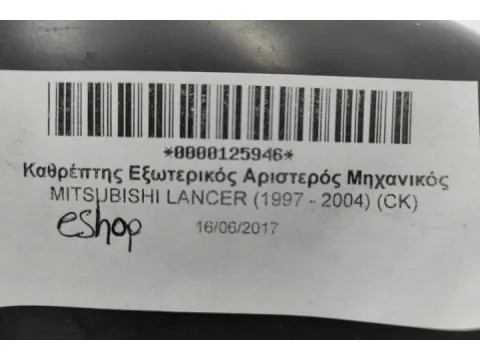 *0000125946*
Καθρέπτης Εξωτερικός Αριστερός Μηχανικός
MITSUBISHI LANCER (1997 - 2004) (CK)
eshop
16/06/2017